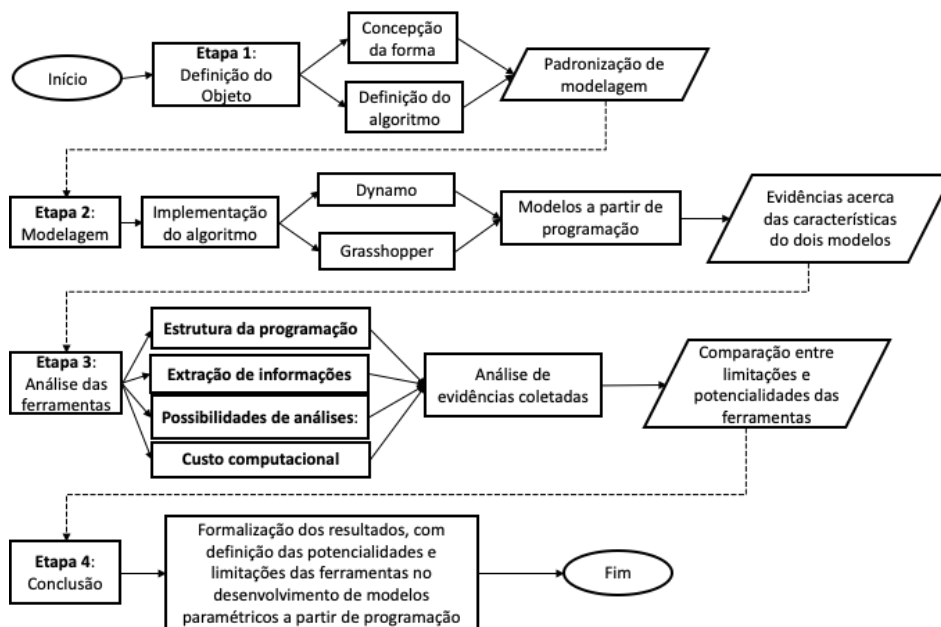 Início
Etapa 1:
Definição do
Objeto
Concepção
da forma
Definição do
algoritmo
Padronização de
modelagem
Etapa 2:
Modelagem
Implementação
do algoritmo
Dynamo
Grasshopper
Modelos a partir de
programação
Evidências acerca
das características
do dois modelos
Etapa 3:
Análise das
ferramentas
Estrutura da programação
Extração de informações
Possibilidades de análises:
Custo computacional
Análise de
evidências coletadas
Comparação entre
limitações e
potencialidades das
ferramentas
Etapa 4:
Conclusão
Formalização dos resultados, com
definição das potencialidades e
limitações das ferramentas no
desenvolvimento de modelos
paramétricos a partir de programação
Fim